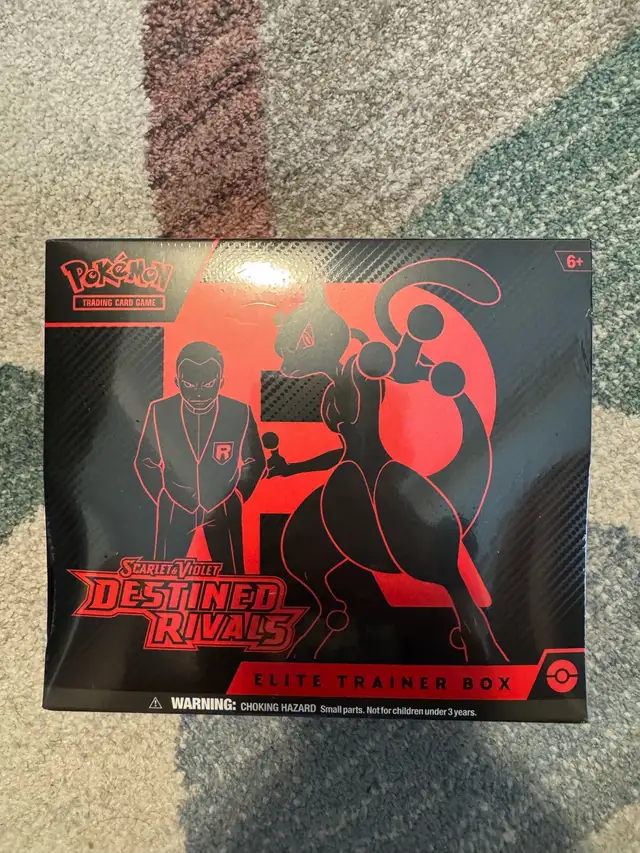 POKéMON
TRADING CARD GAME
6+
R
SCARLET & VIOLET
DESTINED
RIVALS
ELITE TRAINER BOX
WARNING: CHOKING HAZARD Small parts. Not for children under 3 years.